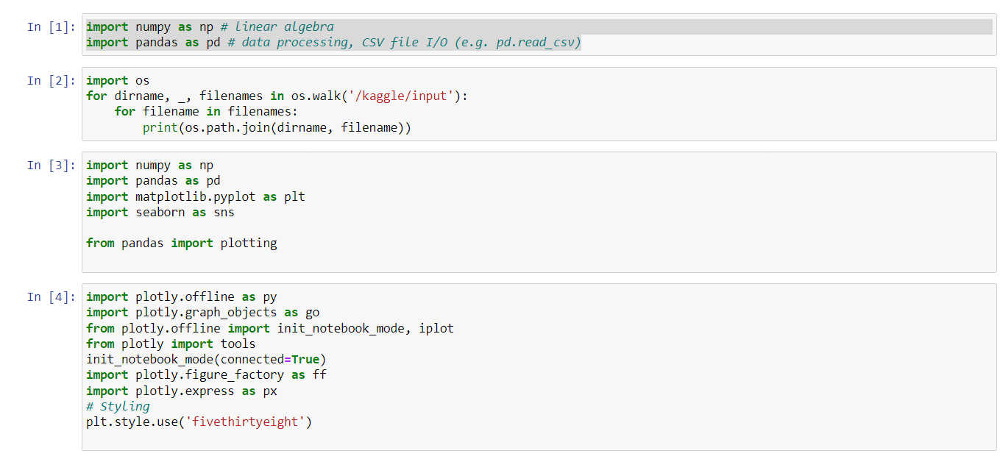 In [1]: import numpy as np # linear algebra
import pandas as pd # data processing, CSV file I/O (e.g. pd.read_csv)
In [2]: import os
for dirname, _, filenames in os.walk('/kaggle/input'):
    for filename in filenames:
        print(os.path.join(dirname, filename))
In [3]: import numpy as np
import pandas as pd
import matplotlib.pyplot as plt
import seaborn as sns
from pandas import plotting
In [4]: import plotly.offline as py
import plotly.graph_objects as go
from plotly.offline import init_notebook_mode, iplot
from plotly import tools
init_notebook_mode(connected=True)
import plotly.figure_factory as ff
import plotly.express as px
# Styling
plt.style.use('fivethirtyeight')